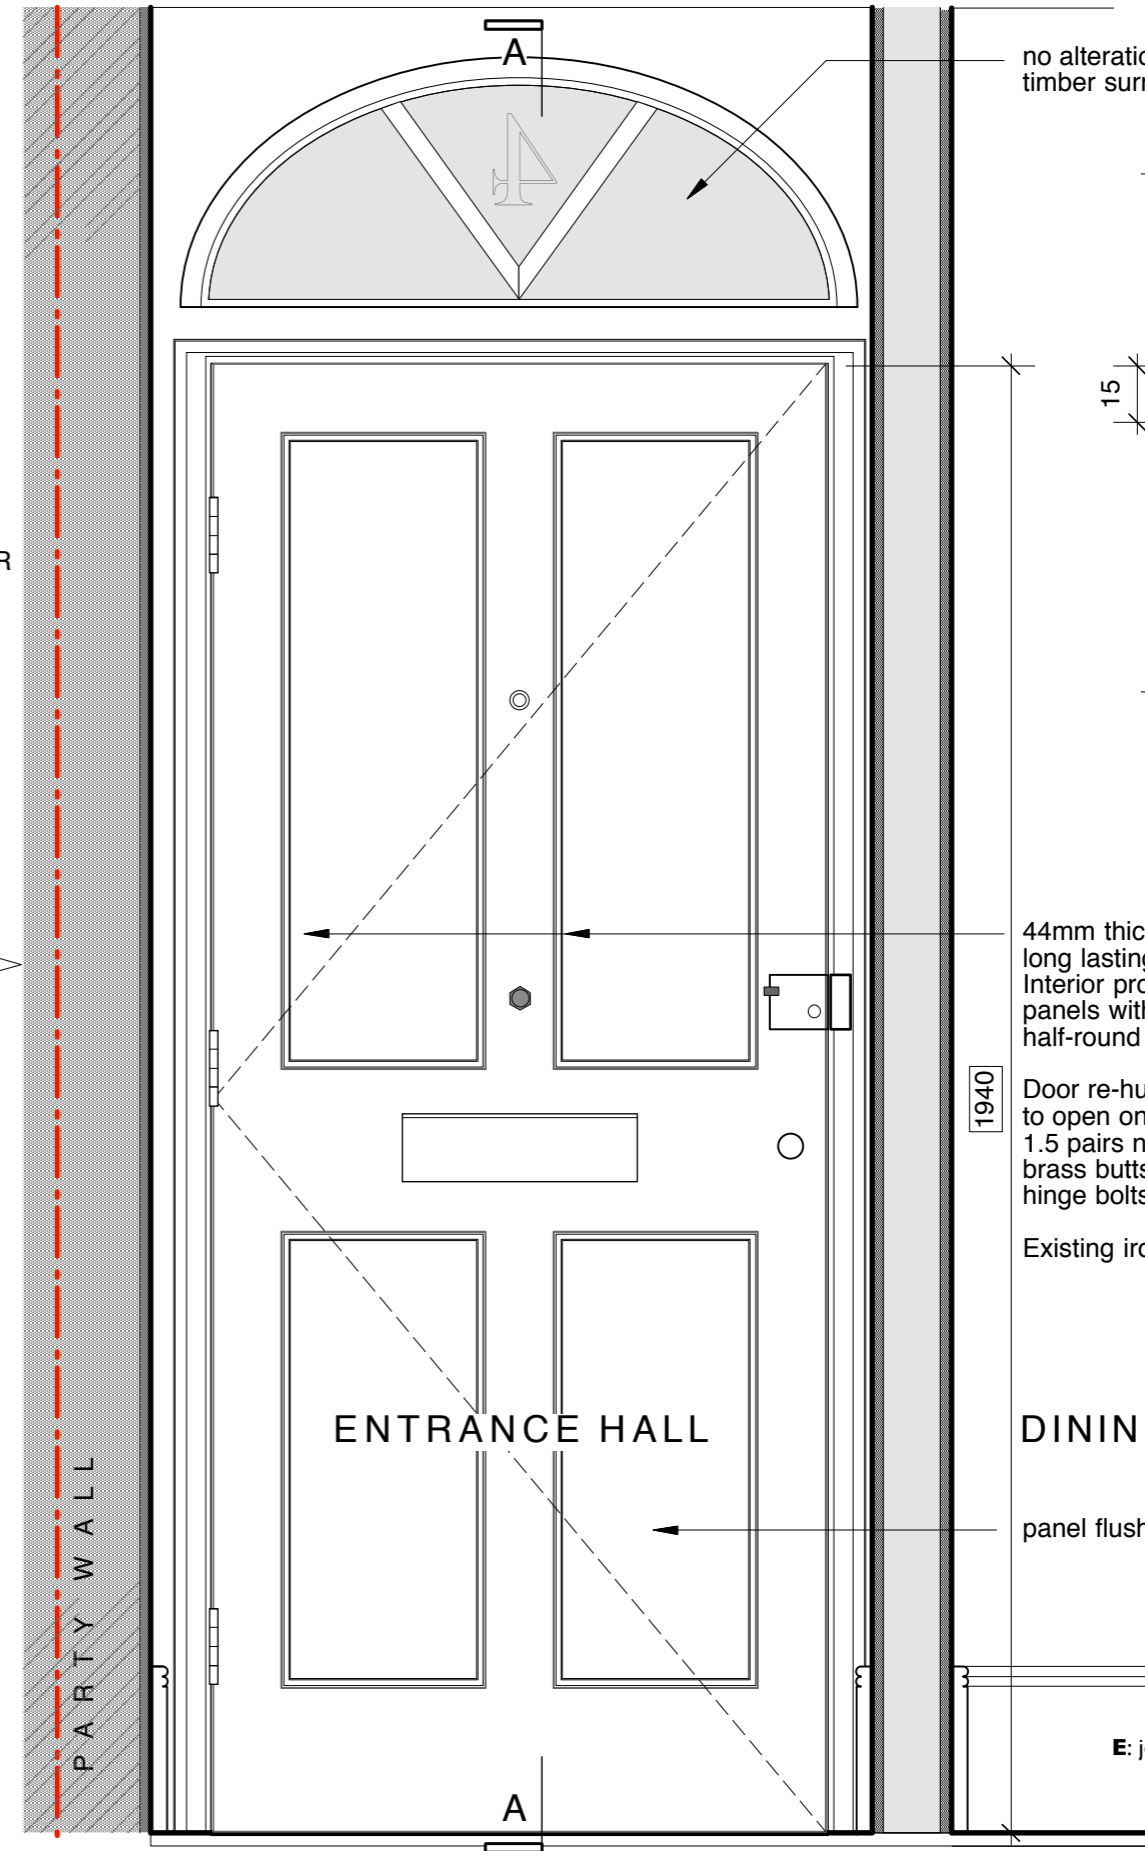 A
no alteratio
timber surr
4
15
R
44mm thic
long lasting
Interior pro
panels with
half-round
1940
Door re-hu
to open on
1.5 pairs n
brass butts
hinge bolts
Existing iro
ENTRANCE HALL
DININ
PARTY WALL
panel flush
E: j
A